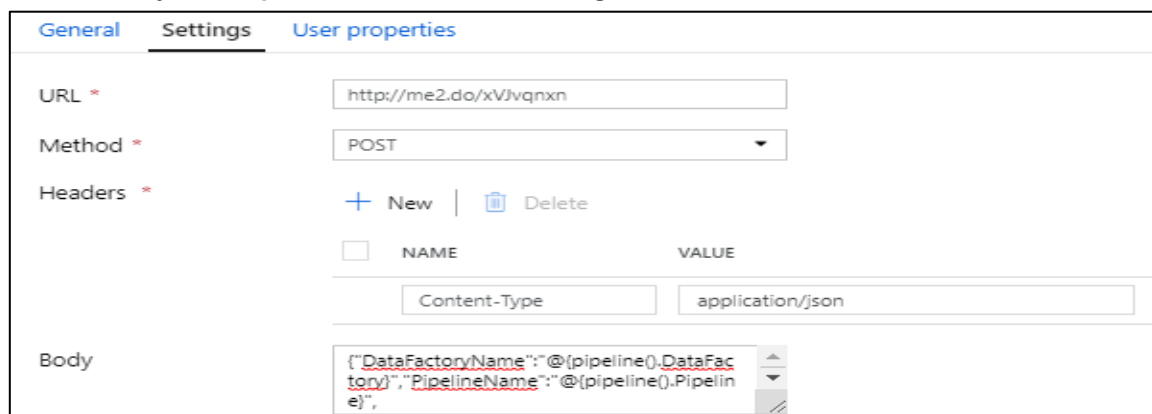 General Settings User properties
URL *
http://me2.do/xVJvqnxn
Method *
POST
Headers *
+ New | Delete
NAME VALUE
Content-Type application/json
Body
{"DataFactoryName":"@{pipeline().DataFac
tory}","PipelineName":"@{pipeline().Pipelin
e}",